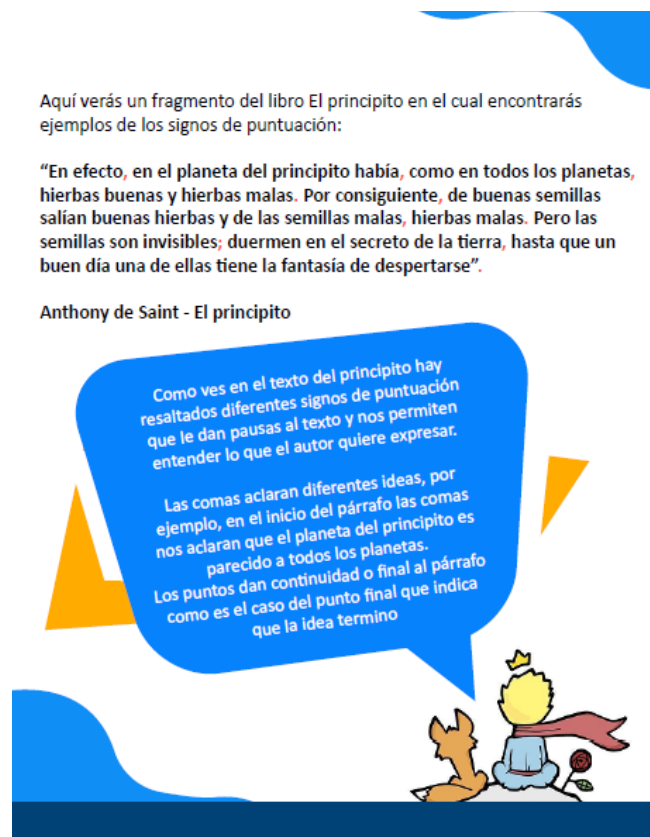 Aquí verás un fragmento del libro El principito en el cual encontrarás
ejemplos de los signos de puntuación:
“En efecto, en el planeta del principito había, como en todos los planetas,
hierbas buenas y hierbas malas. Por consiguiente, de buenas semillas
salían buenas hierbas y de las semillas malas, hierbas malas. Pero las
semillas son invisibles; duermen en el secreto de la tierra, hasta que un
buen día una de ellas tiene la fantasía de despertarse”.
Anthony de Saint - El principito
Como ves en el texto del principito hay
resaltados diferentes signos de puntuación
que le dan pausas al texto y nos permiten
entender lo que el autor quiere expresar.
Las comas aclaran diferentes ideas, por
ejemplo, en el inicio del párrafo las comas
nos aclaran que el planeta del principito es
parecido a todos los planetas.
Los puntos dan continuidad o final al párrafo
como es el caso del punto final que indica
que la idea termino